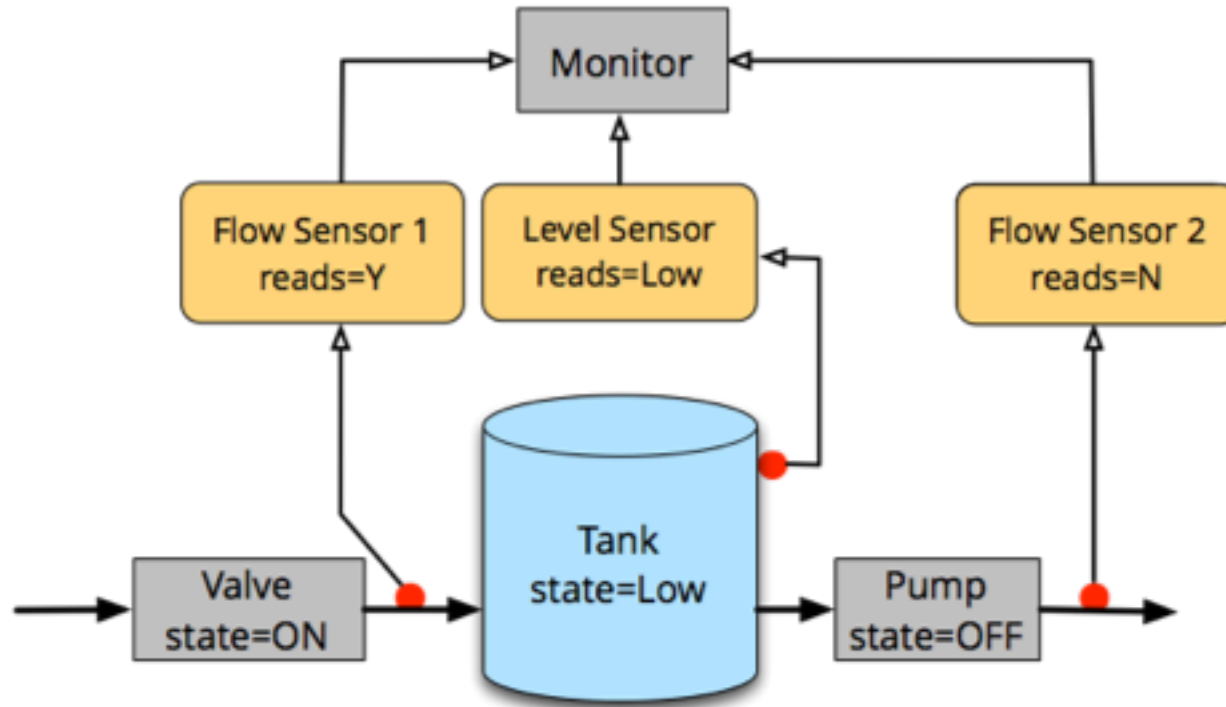 Monitor
Flow Sensor 1
reads=Y
Level Sensor
reads=Low
Flow Sensor 2
reads=N
Tank
state=Low
Valve
state=ON
Pump
state=OFF